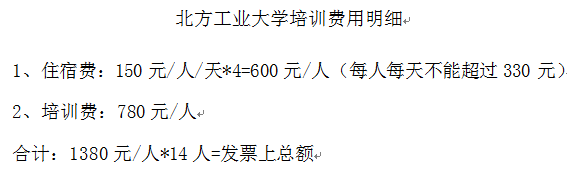 北方工业大学培训费用明细
1、住宿费：150 元/人/天*4=600 元/人（每人每天不能超过 330 元）
2、培训费：780 元/人
合计：1380 元/人*14 人=发票上总额